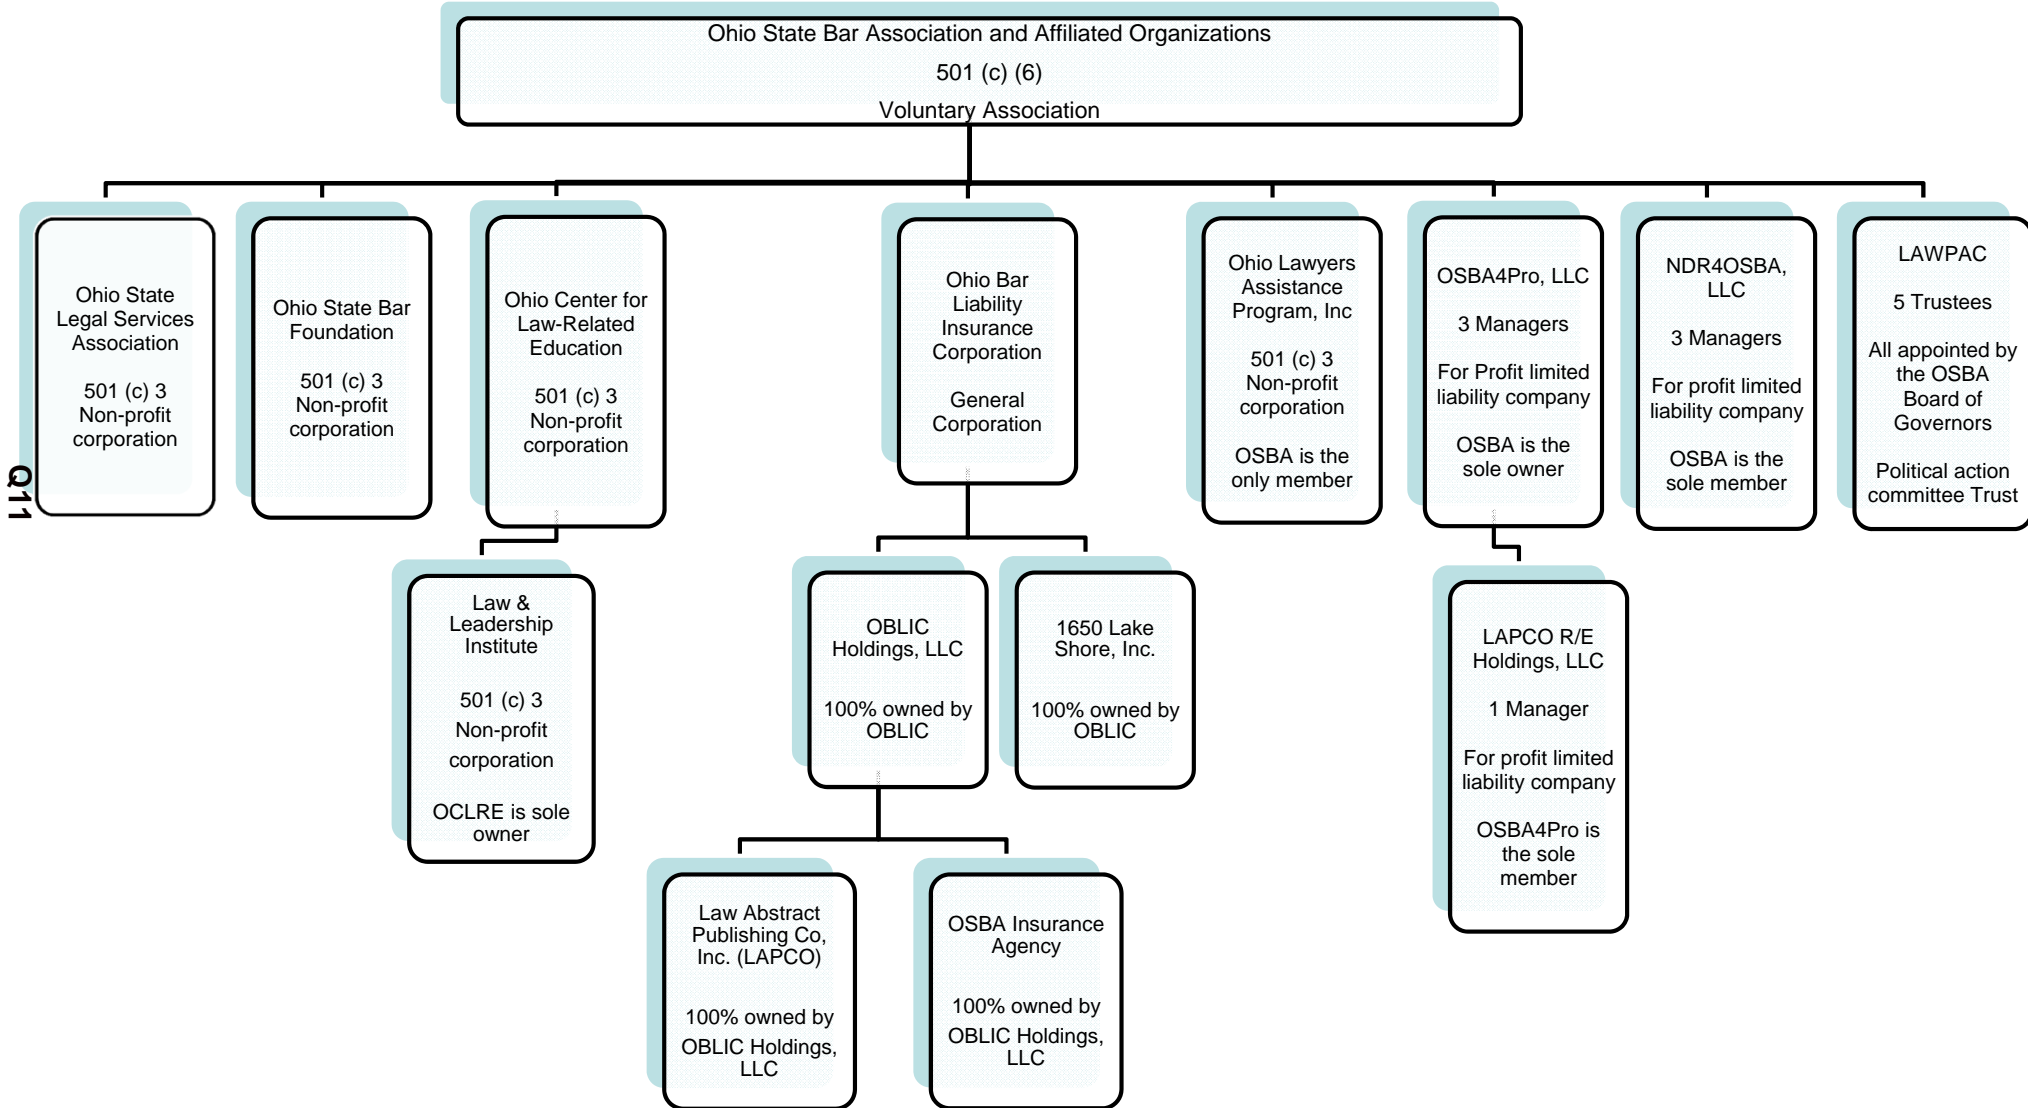 Ohio State Bar Association and Affiliated Organizations
501 (c) (6)
Voluntary Association
Ohio State
Legal Services
Association
501 (c) 3
Non-profit
corporation
Ohio State Bar
Foundation
501 (c) 3
Non-profit
corporation
Ohio Center for
Law-Related
Education
501 (c) 3
Non-profit
corporation
Ohio Bar
Liability
Insurance
Corporation
General
Corporation
Ohio Lawyers
Assistance
Program, Inc
501 (c) 3
Non-profit
corporation
OSBA is the
only member
OSBA4Pro, LLC
3 Managers
For Profit limited
liability company
OSBA is the
sole owner
NDR4OSBA,
LLC
3 Managers
For profit limited
liability company
OSBA is the
sole member
LAWPAC
5 Trustees
All appointed by
the OSBA
Board of
Governors
Political action
committee Trust
Q11
Law &
Leadership
Institute
501 (c) 3
Non-profit
corporation
OCLRE is sole
owner
OBLIC
Holdings, LLC
100% owned by
OBLIC
1650 Lake
Shore, Inc.
100% owned by
OBLIC
LAPCO R/E
Holdings, LLC
1 Manager
For profit limited
liability company
OSBA4Pro is
the sole
member
Law Abstract
Publishing Co,
Inc. (LAPCO)
100% owned by
OBLIC Holdings,
LLC
OSBA Insurance
Agency
100% owned by
OBLIC Holdings,
LLC